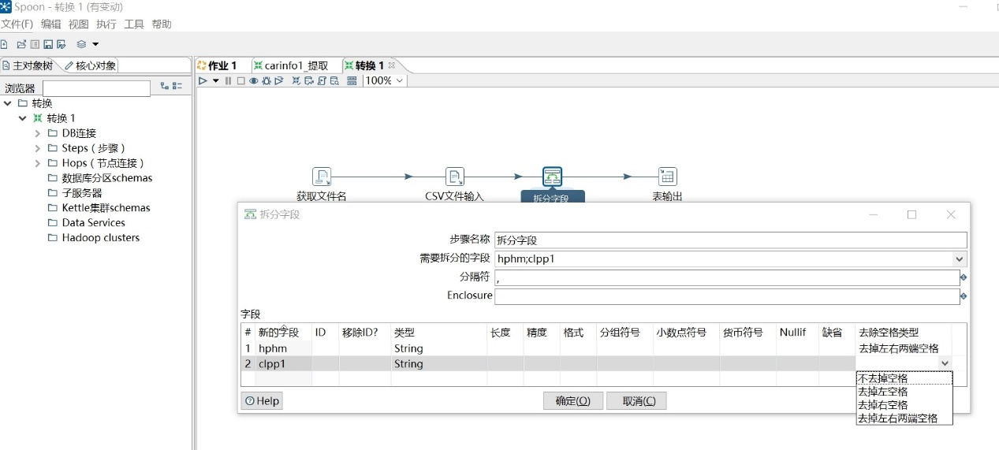 Spoon - 转换 1 (有变动)
文件(F) 编辑 视图 执行 工具 帮助
主对象树 核心对象
作业 1 carinfo1_提取 转换 1
浏览器
100%
转换
转换 1
DB连接
Steps ( 步骤 )
Hops ( 节点连接 )
数据库分区schemas
子服务器
Kettle集群schemas
Data Services
Hadoop clusters
获取文件名 CSV文件输入 拆分字段 表输出
拆分字段
步骤名称 拆分字段
需要拆分的字段 hphm;clpp1
分隔符 ,
Enclosure
字段
# 新的字段 ID 移除ID? 类型 长度 精度 格式 分组符号 小数点符号 货币符号 Nullif 缺省 去除空格类型
1 hphm String 去掉左右两端空格
2 clpp1 String
不去掉空格
去掉左空格
去掉右空格
去掉左右两端空格
Help 确定(O) 取消(C)